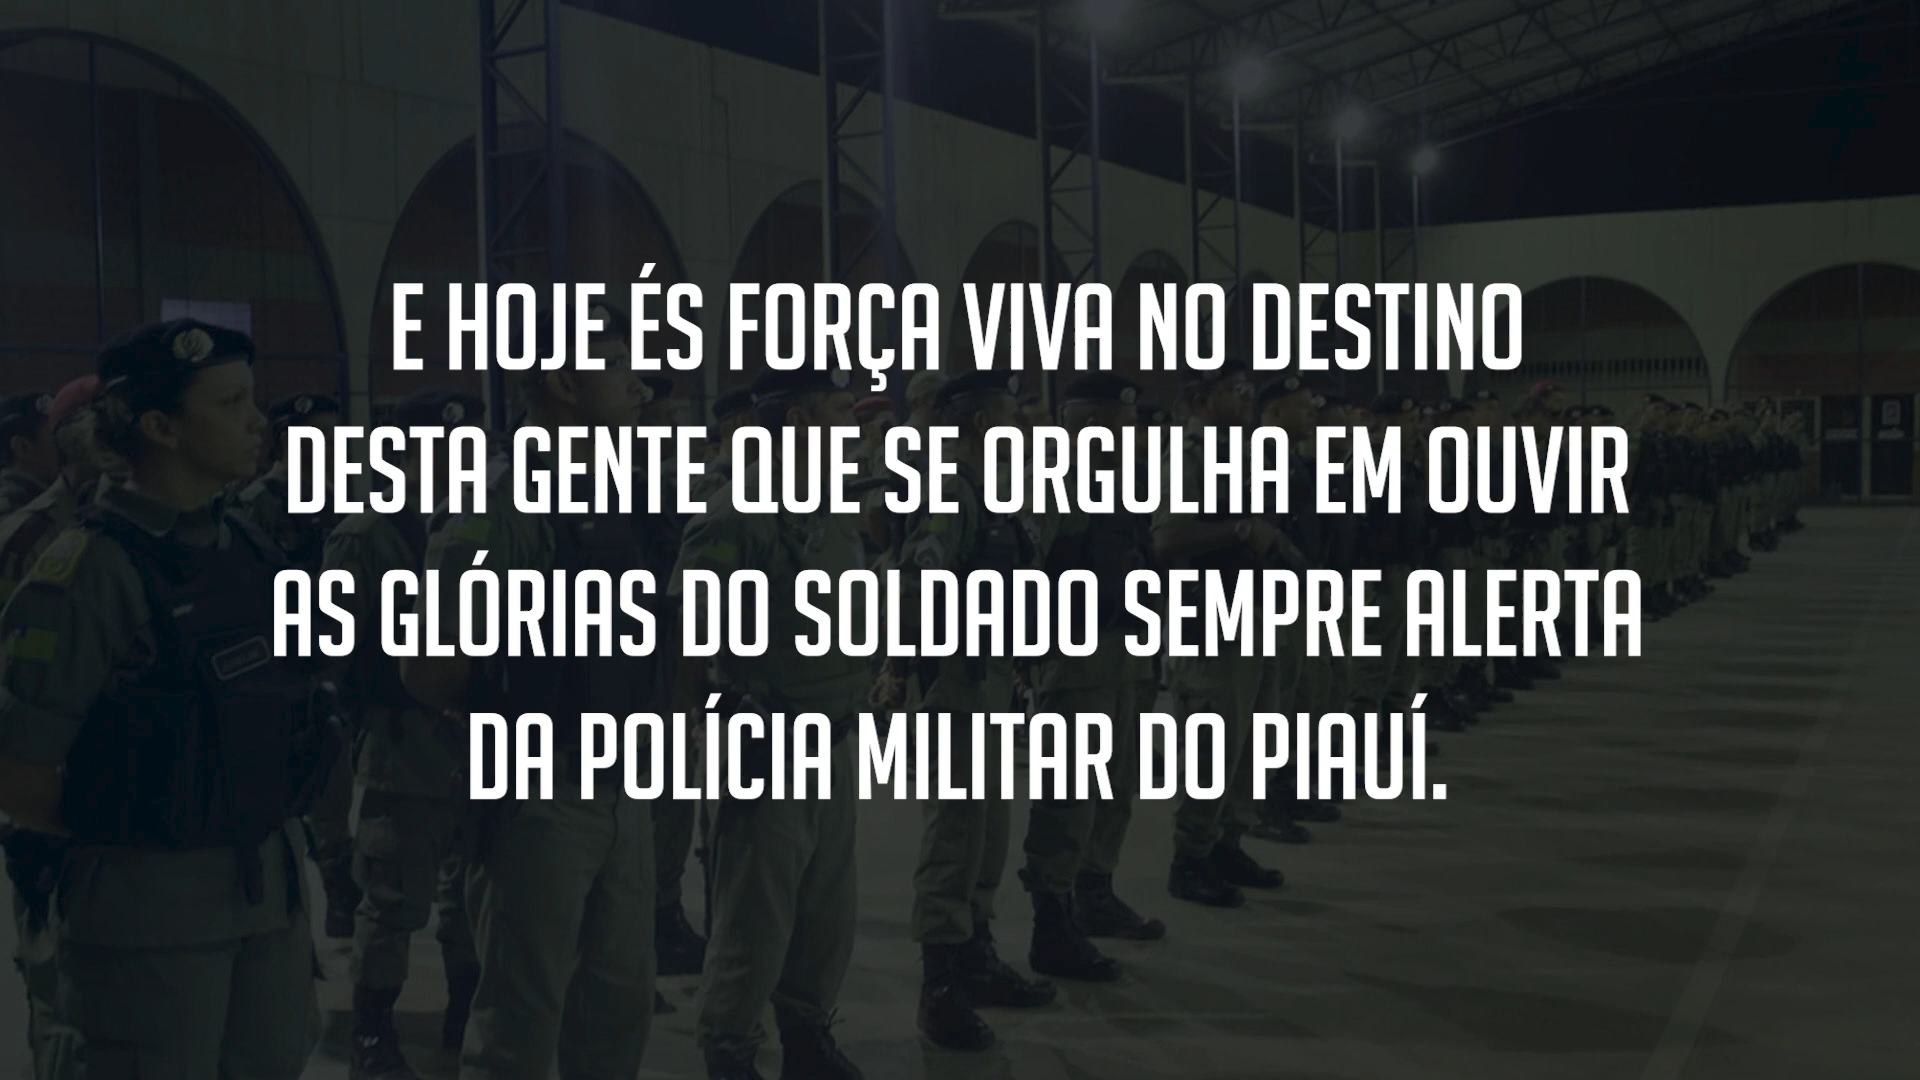 E HOJE ÉS FORÇA VIVA NO DESTINO
DESTA GENTE QUE SE ORGULHA EM OUVIR
AS GLÓRIAS DO SOLDADO SEMPRE ALERTA
DA POLÍCIA MILITAR DO PIAUÍ.